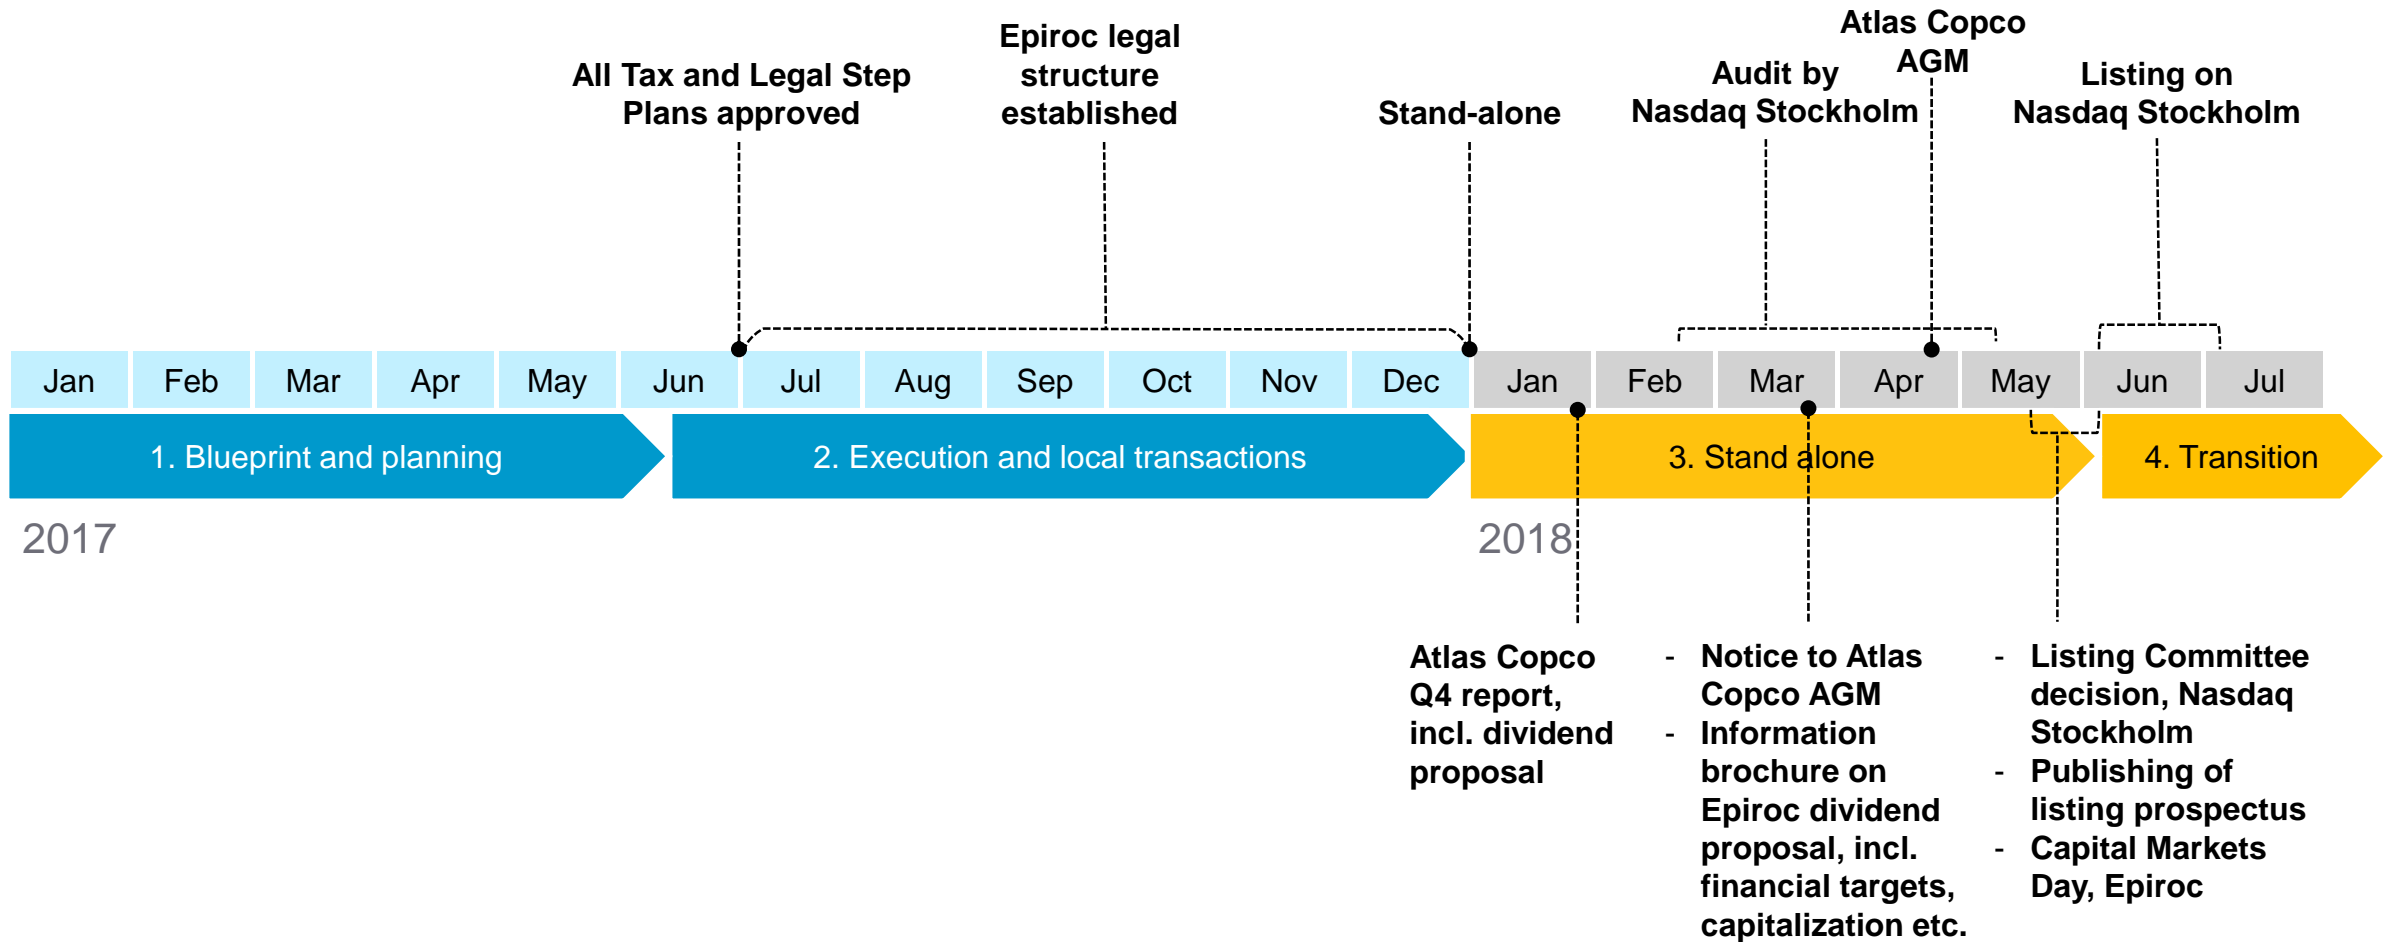 All Tax and Legal Step
Plans approved
Epiroc legal
structure
established
Stand-alone
Audit by
Nasdaq Stockholm
Atlas Copco
AGM
Listing on
Nasdaq Stockholm
Jan Feb Mar Apr May Jun Jul Aug Sep Oct Nov Dec Jan Feb Mar Apr May Jun Jul
1. Blueprint and planning
2. Execution and local transactions
3. Stand alone
4. Transition
2017
2018
Atlas Copco
Q4 report,
incl. dividend
proposal
- Notice to Atlas
Copco AGM
- Information
brochure on
Epiroc dividend
proposal, incl.
financial targets,
capitalization etc.
- Listing Committee
decision, Nasdaq
Stockholm
- Publishing of
listing prospectus
- Capital Markets
Day, Epiroc